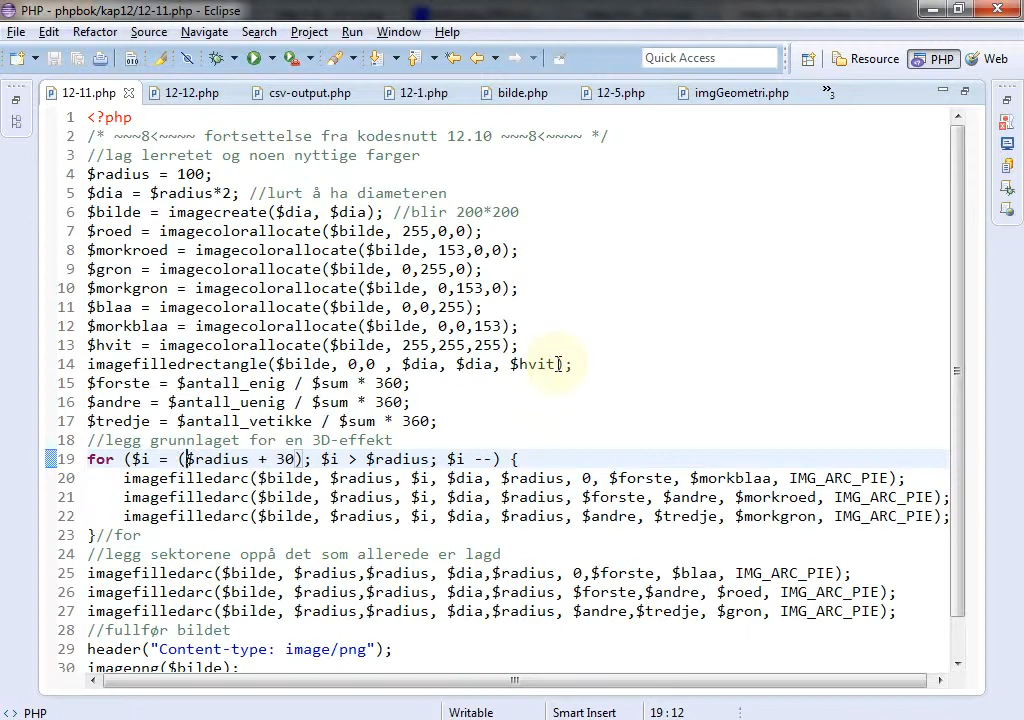 PHP - phpbok/kap12/12-11.php - Eclipse
File Edit Refactor Source Navigate Search Project Run Window Help
Quick Access Resource PHP Web
12-11.php 12-12.php csv-output.php 12-1.php bilde.php 12-5.php imgGeometri.php »3
1 <?php
2 /* ~~~8<~~~~ fortsettelse fra kodesnutt 12.10 ~~~8<~~~~ */
3 //lag lerretet og noen nyttige farger
4 $radius = 100;
5 $dia = $radius*2; //lurt å ha diameteren
6 $bilde = imagecreate($dia, $dia); //blir 200*200
7 $roed = imagecolorallocate($bilde, 255,0,0);
8 $morkroed = imagecolorallocate($bilde, 153,0,0);
9 $gron = imagecolorallocate($bilde, 0,255,0);
10 $morkgron = imagecolorallocate($bilde, 0,153,0);
11 $blaa = imagecolorallocate($bilde, 0,0,255);
12 $morkblaa = imagecolorallocate($bilde, 0,0,153);
13 $hvit = imagecolorallocate($bilde, 255,255,255);
14 imagefilledrectangle($bilde, 0,0 , $dia, $dia, $hvit);
15 $forste = $antall_enig / $sum * 360;
16 $andre = $antall_uenig / $sum * 360;
17 $tredje = $antall_vetikke / $sum * 360;
18 //legg grunnlaget for en 3D-effekt
19 for ($i = ($radius + 30); $i > $radius; $i --) {
20 imagefilledarc($bilde, $radius, $i, $dia, $radius, 0, $forste, $morkblaa, IMG_ARC_PIE);
21 imagefilledarc($bilde, $radius, $i, $dia, $radius, $forste, $andre, $morkroed, IMG_ARC_PIE);
22 imagefilledarc($bilde, $radius, $i, $dia, $radius, $andre, $tredje, $morkgron, IMG_ARC_PIE);
23 }//for
24 //legg sektorene oppå det som allerede er lagd
25 imagefilledarc($bilde, $radius,$radius, $dia,$radius, 0,$forste, $blaa, IMG_ARC_PIE);
26 imagefilledarc($bilde, $radius,$radius, $dia,$radius, $forste,$andre, $roed, IMG_ARC_PIE);
27 imagefilledarc($bilde, $radius,$radius, $dia,$radius, $andre,$tredje, $gron, IMG_ARC_PIE);
28 //fullfør bildet
29 header("Content-type: image/png");
30 imagepng($bilde);
<> PHP Writable Smart Insert 19 : 12